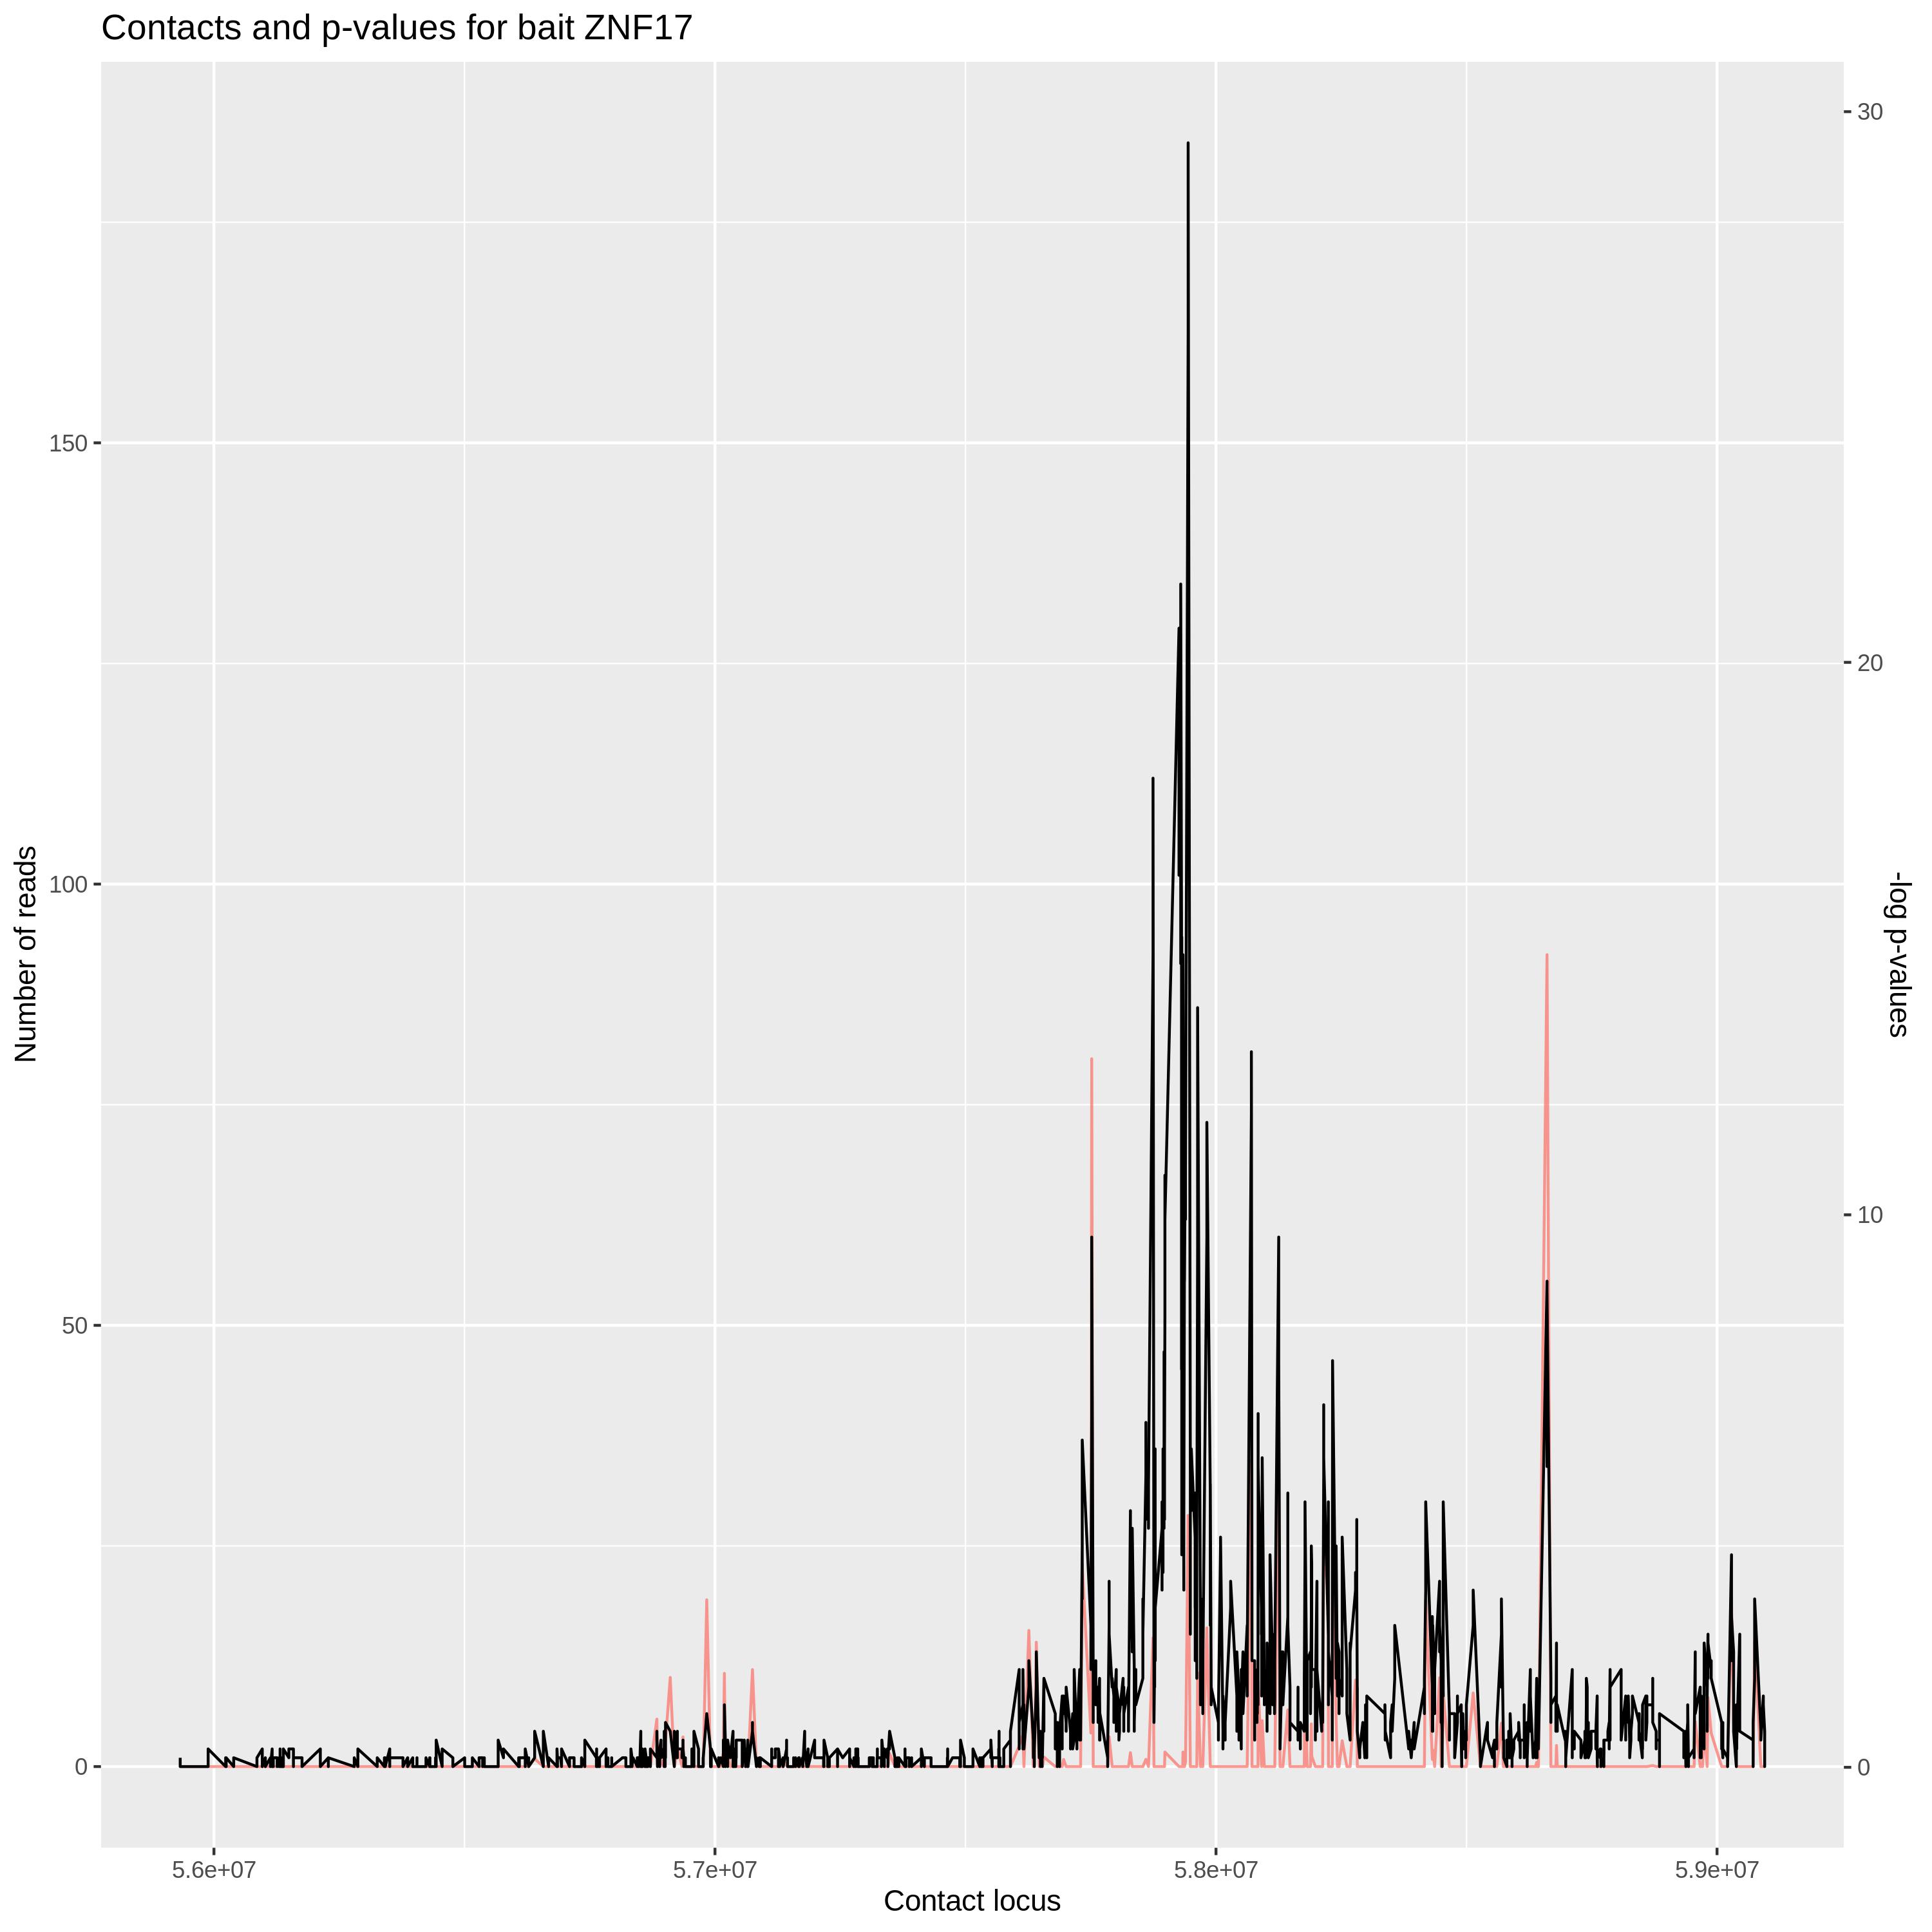 Contacts and p-values for bait ZNF17
30
150
20
Number of reads
100
-log p-values
10
50
0
0
5.6e+07
5.7e+07
5.8e+07
5.9e+07
Contact locus